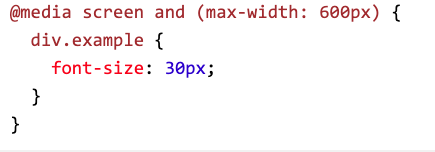 @media screen and (max-width: 600px) {
  div.example {
    font-size: 30px;
  }
}